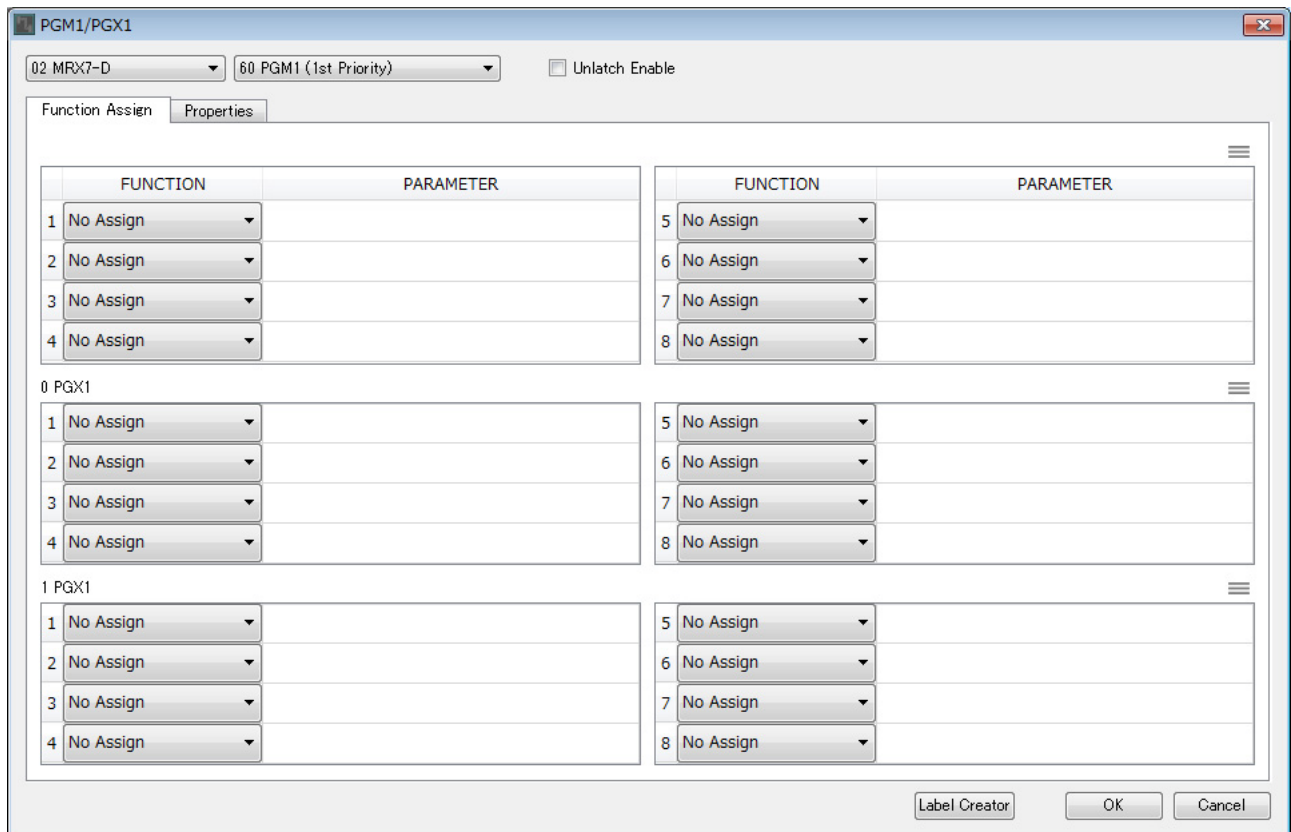 PGM1/PGX1
02 MRX7-D 60 PGM1 (1st Priority) Unlatch Enable
Function Assign Properties
FUNCTION PARAMETER FUNCTION PARAMETER
1 No Assign 5 No Assign
2 No Assign 6 No Assign
3 No Assign 7 No Assign
4 No Assign 8 No Assign
0 PGX1
1 No Assign 5 No Assign
2 No Assign 6 No Assign
3 No Assign 7 No Assign
4 No Assign 8 No Assign
1 PGX1
1 No Assign 5 No Assign
2 No Assign 6 No Assign
3 No Assign 7 No Assign
4 No Assign 8 No Assign
Label Creator OK Cancel